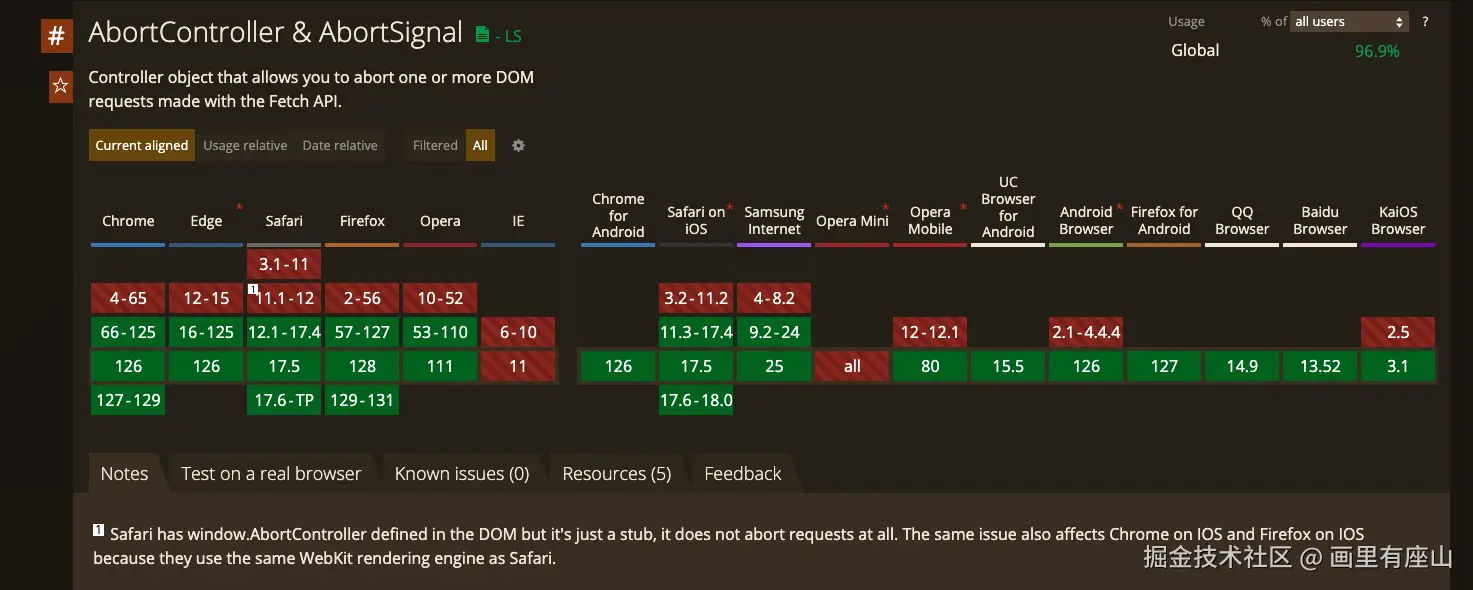 # AbortController & AbortSignal - LS
Usage % of all users ?
Global 96.9%
Controller object that allows you to abort one or more DOM
requests made with the Fetch API.
Current aligned Usage relative Date relative Filtered All
Chrome Edge * Safari Firefox Opera IE
Chrome for Android
Safari on iOS *
Samsung Internet
Opera Mini *
Opera Mobile *
UC Browser for Android
Android Browser *
Firefox for Android
QQ Browser
Baidu Browser
KaiOS Browser
3.1-11
4-65 12-15 1 11.1-12 2-56 10-52 3.2-11.2 4-8.2
66-125 16-125 12.1-17.4 57-127 53-110 6-10 11.3-17.4 9.2-24 12-12.1 2.1-4.4.4 2.5
126 126 17.5 128 111 11 126 17.5 25 all 80 15.5 126 127 14.9 13.52 3.1
127-129 17.6-TP 129-131 17.6-18.0
Notes Test on a real browser Known issues (0) Resources (5) Feedback
1 Safari has window.AbortController defined in the DOM but it's just a stub, it does not abort requests at all. The same issue also affects Chrome on IOS and Firefox on IOS
because they use the same WebKit rendering engine as Safari.
掘金技术社区 @ 画里有座山